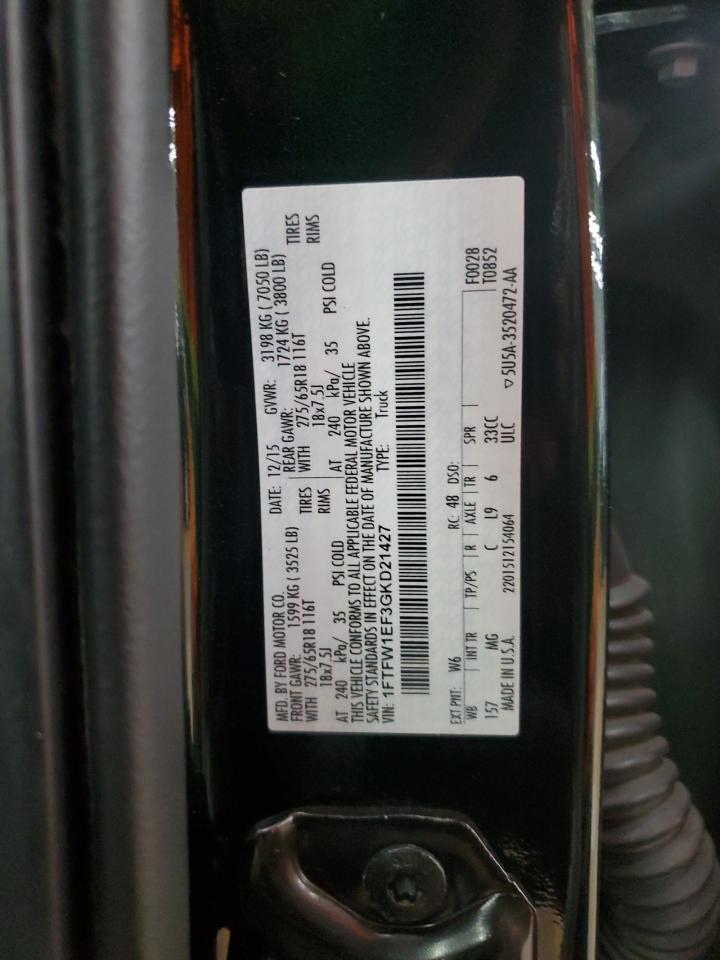 MFD. BY FORD MOTOR CO.
DATE: 12/15 GVWR: 3198 KG ( 7050 LB)
FRONT GAWR: 1599 KG ( 3525 LB) REAR GAWR: 1724 KG ( 3800 LB)
WITH 275/65R18 116T TIRES WITH 275/65R18 116T TIRES
18x7.5J RIMS 18x7.5J RIMS
AT 240 kPa/ 35 PSI COLD AT 240 kPa/ 35 PSI COLD
THIS VEHICLE CONFORMS TO ALL APPLICABLE FEDERAL MOTOR VEHICLE
SAFETY STANDARDS IN EFFECT ON THE DATE OF MANUFACTURE SHOWN ABOVE.
VIN: 1FTFW1EF3GKD21427 TYPE: Truck
EXT PNT: W6 RC: 48 DSO: F0028
WB INT TR TP/PS R AXLE TR SPR T0852
157 MG C L9 6 33CC
MADE IN U.S.A. 2201512154064 ULC ▽5U5A-3520472-AA